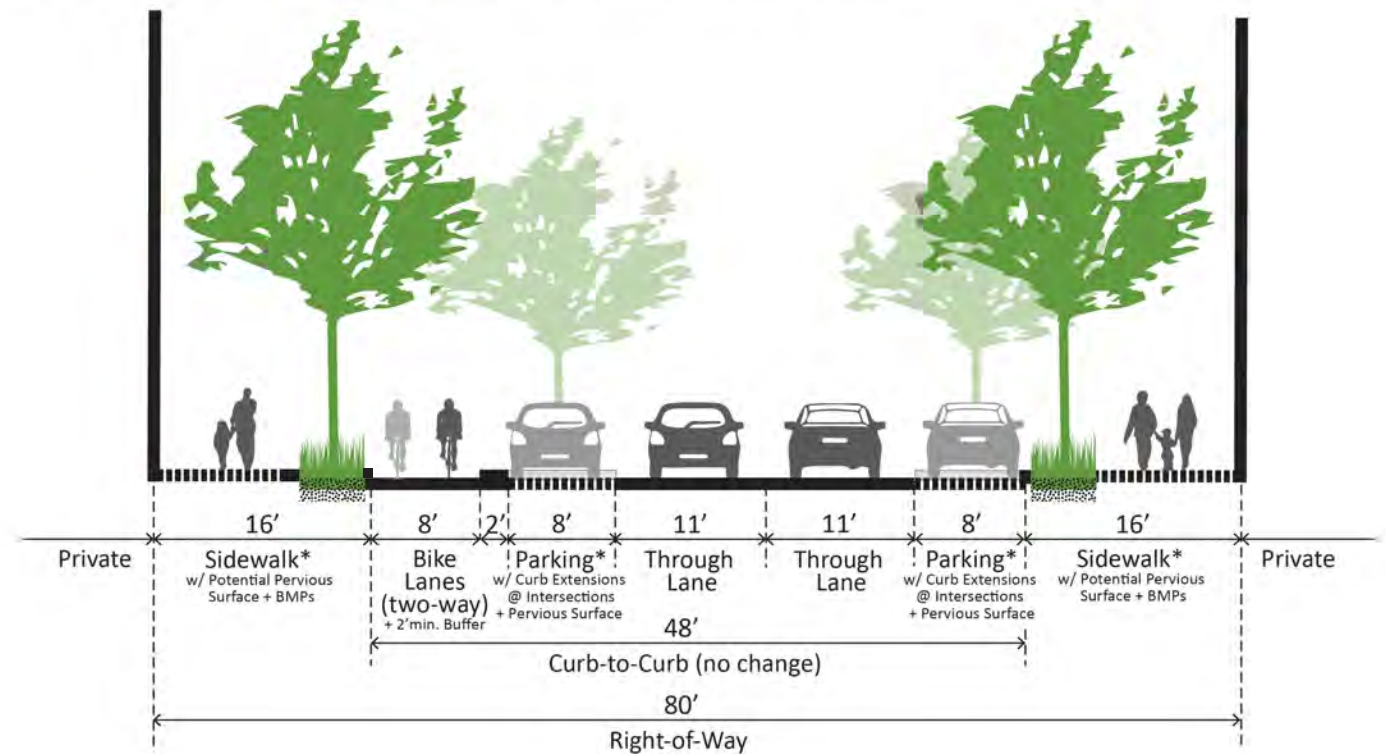 16’
8’
2’
8’
11’
11’
8’
16’
Private
Sidewalk*
w/ Potential Pervious
Surface + BMPs
Bike
Lanes
(two-way)
+ 2’min. Buffer
Parking*
w/ Curb Extensions
@ Intersections
+ Pervious Surface
Through
Lane
Through
Lane
Parking*
w/ Curb Extensions
@ Intersections
+ Pervious Surface
Sidewalk*
w/ Potential Pervious
Surface + BMPs
Private
48’
Curb-to-Curb (no change)
80’
Right-of-Way